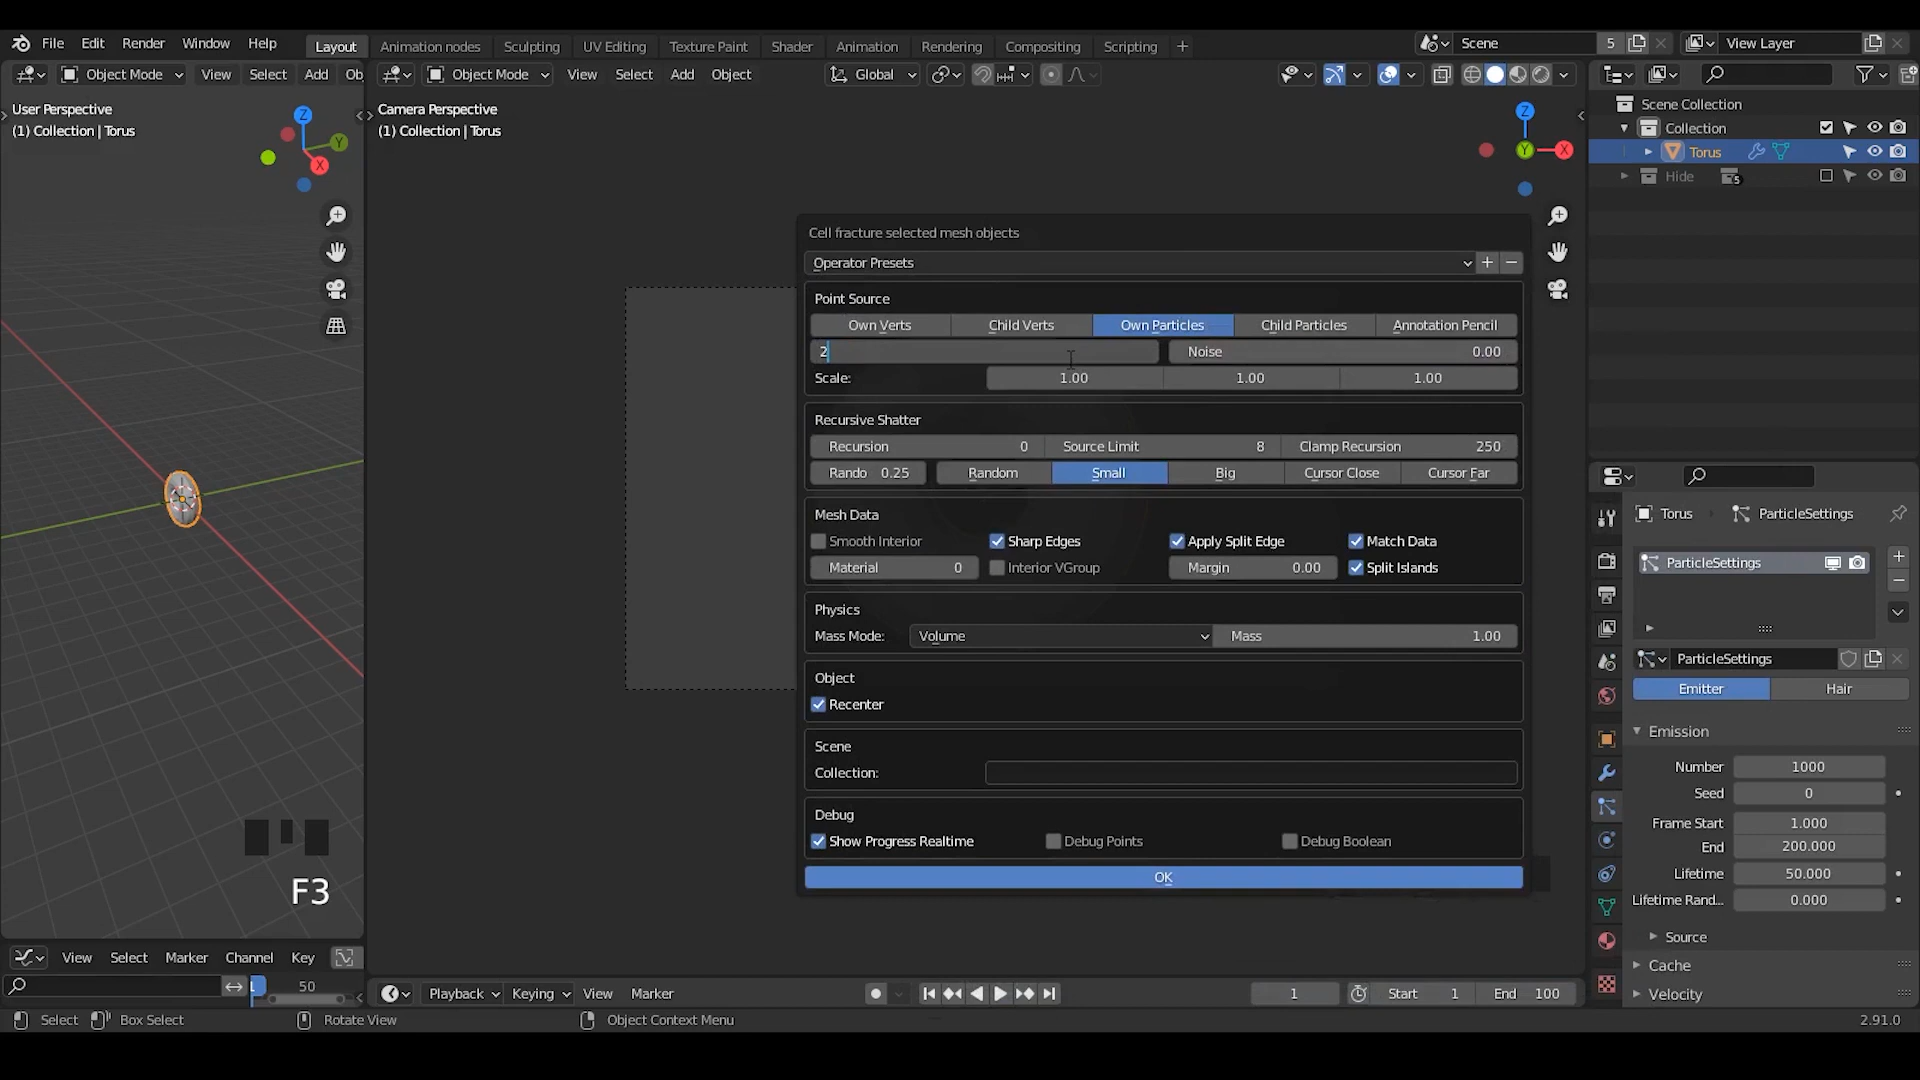 File Edit Render Window Help Layout Animation nodes Sculpting UV Editing Texture Paint Shader Animation Rendering Compositing Scripting + Scene 5 View Layer
Object Mode View Select Add Ob Object Mode View Select Add Object Global
User Perspective
(1) Collection | Torus
Camera Perspective
(1) Collection | Torus
Z
Y
X
Z
Y
X
Scene Collection
Collection
Torus
Hide 5
Cell fracture selected mesh objects
Operator Presets
Point Source
Own Verts Child Verts Own Particles Child Particles Annotation Pencil
2 Noise 0.00
Scale: 1.00 1.00 1.00
Recursive Shatter
Recursion 0 Source Limit 8 Clamp Recursion 250
Rando 0.25 Random Small Big Cursor Close Cursor Far
Mesh Data
Smooth Interior Sharp Edges Apply Split Edge Match Data
Material 0 Interior VGroup Margin 0.00 Split Islands
Physics
Mass Mode: Volume Mass 1.00
Object
Recenter
Scene
Collection:
Debug
Show Progress Realtime Debug Points Debug Boolean
OK
F3
Torus ParticleSettings
ParticleSettings
ParticleSettings
Emitter Hair
Emission
Number 1000
Seed 0
Frame Start 1.000
End 200.000
Lifetime 50.000
Lifetime Rand... 0.000
Source
Cache
Velocity
View Select Marker Channel Key
1 50
Playback Keying View Marker 1 Start 1 End 100
Select Box Select Rotate View Object Context Menu 2.91.0